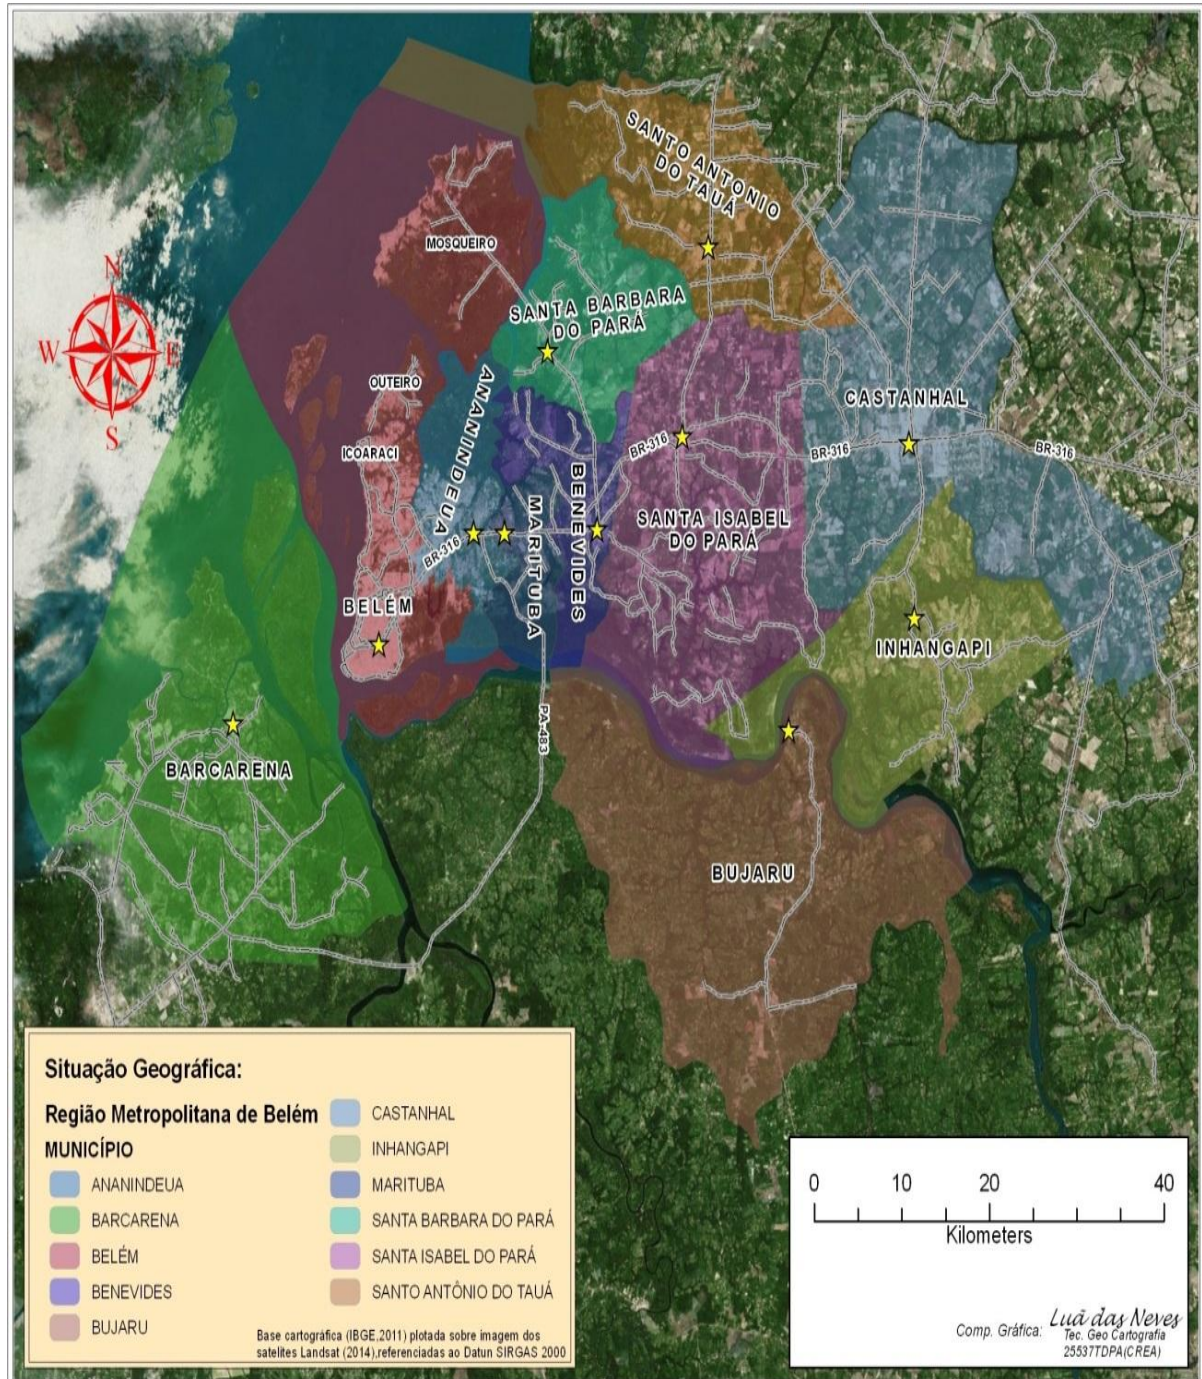 N
W E
S
SANTO ANTONIO
DO TAUÁ
MOSQUEIRO
SANTA BARBARA
DO PARÁ
OUTEIRO
ANANINDEUA
CASTANHAL
ICOARACI
BR-316
BR-316
BR-316
BENEVIDES
MARITUBA
SANTA ISABEL
DO PARÁ
BR-316
BELÉM
INHANGAPI
PA-483
BARCARENA
BUJARU
Situação Geográfica:
Região Metropolitana de Belém
MUNICÍPIO
ANANINDEUA
BARCARENA
BELÉM
BENEVIDES
BUJARU
CASTANHAL
INHANGAPI
MARITUBA
SANTA BARBARA DO PARÁ
SANTA ISABEL DO PARÁ
SANTO ANTÔNIO DO TAUÁ
Base cartográfica (IBGE,2011) plotada sobre imagem dos
satelites Landsat (2014),referenciadas ao Datun SIRGAS 2000
0 10 20 40
Kilometers
Comp. Gráfica: Luã das Neves
Tec. Geo Cartografia
25537TDPA(CREA)